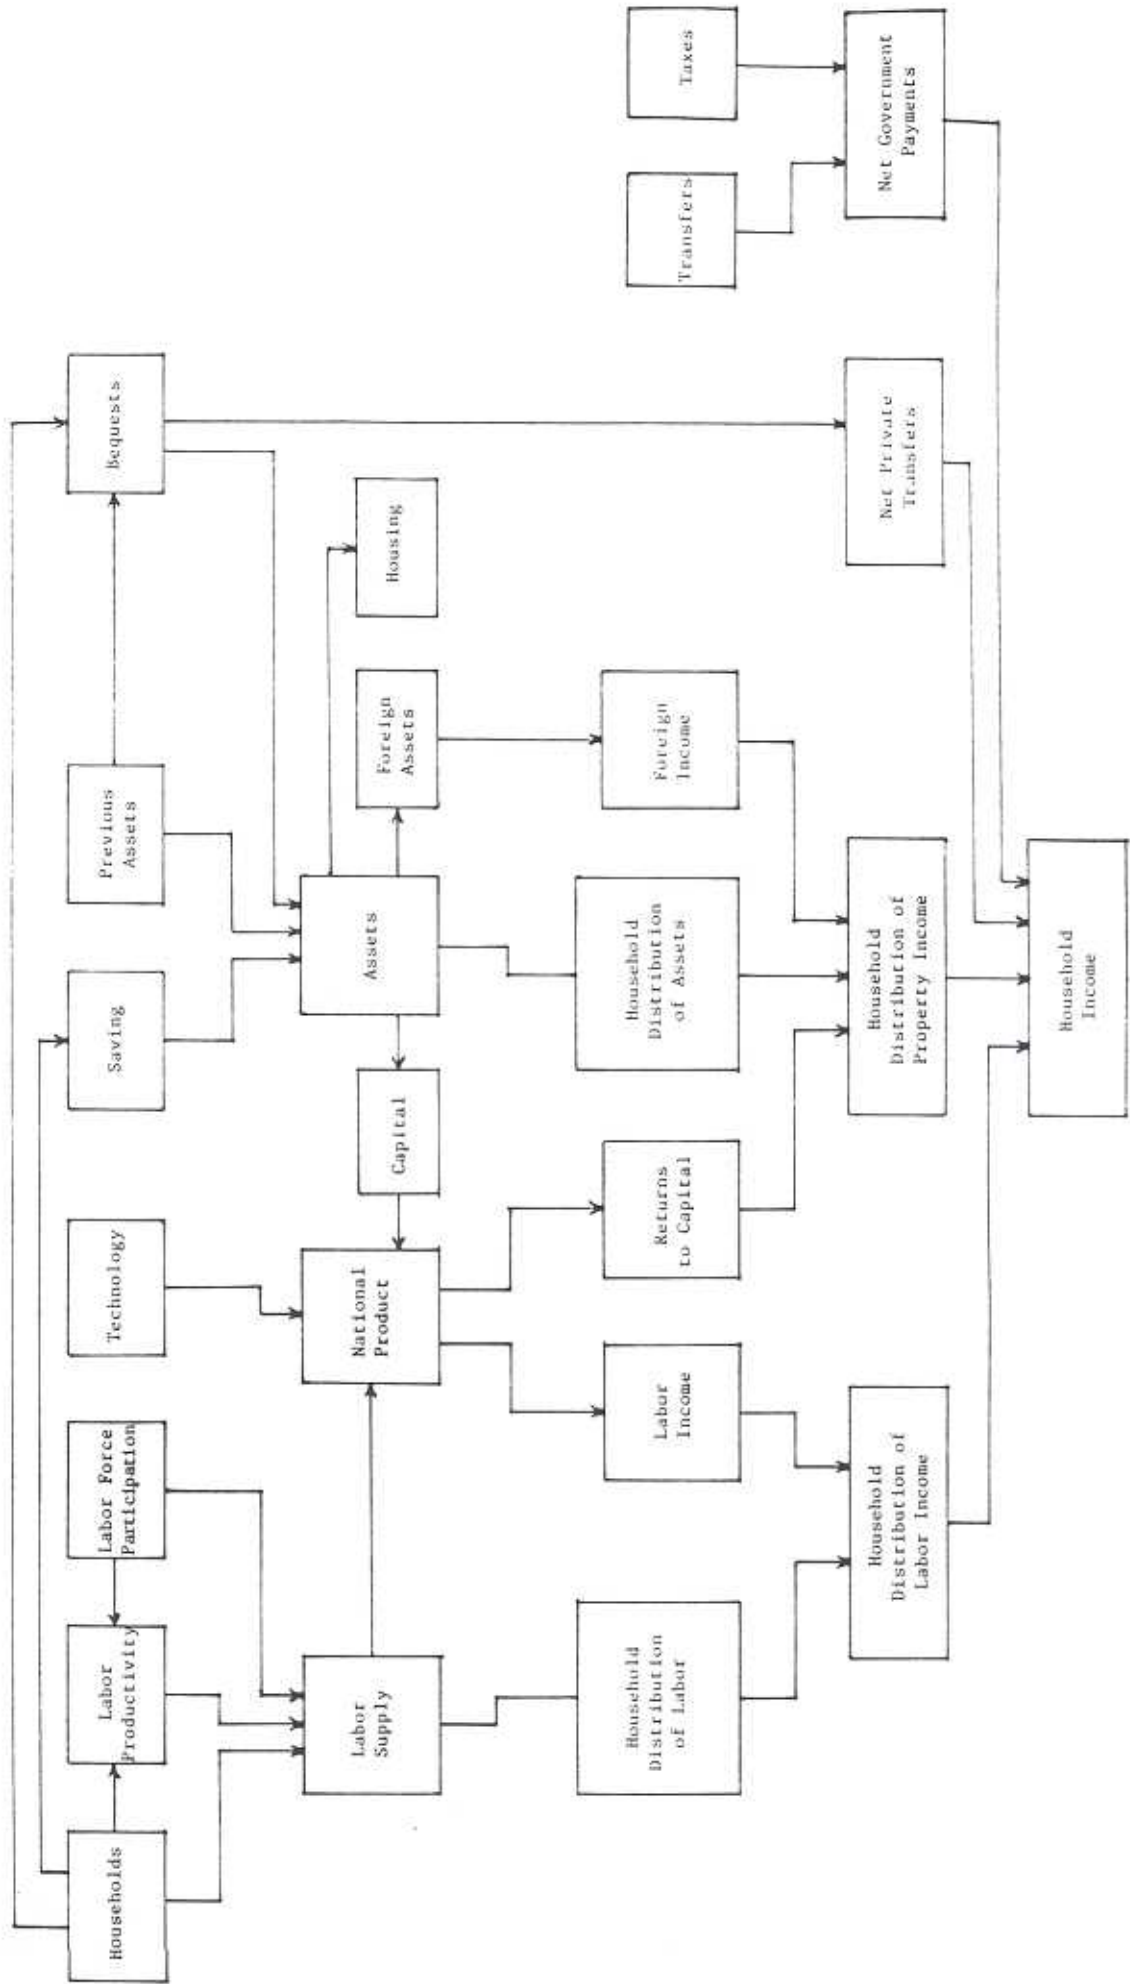 Households
Labor
Productivity
Labor Force
Participation
Technology
Saving
Previous
Assets
Bequests
Labor
Supply
National
Product
Capital
Assets
Foreign
Assets
Housing
Household
Distribution
of Labor
Labor
Income
Returns
to Capital
Household
Distribution
of Assets
Foreign
Income
Transfers
Taxes
Household
Distribution of
Labor Income
Household
Distribution of
Property Income
Net Private
Transfers
Net Government
Payments
Household
Income